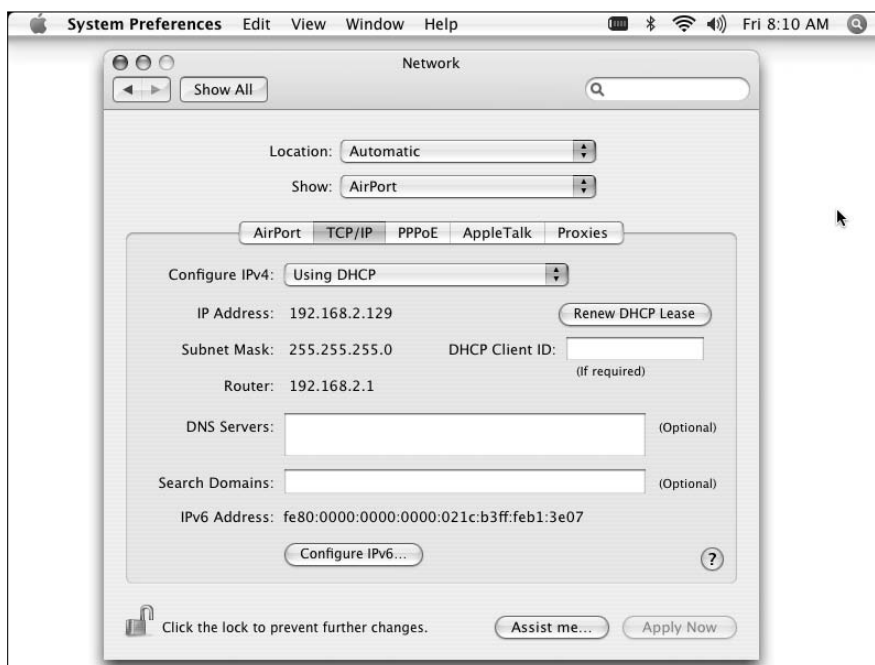 System Preferences Edit View Window Help Fri 8:10 AM
Network
Show All
Location: Automatic
Show: AirPort
AirPort TCP/IP PPPoE AppleTalk Proxies
Configure IPv4: Using DHCP
IP Address: 192.168.2.129 Renew DHCP Lease
Subnet Mask: 255.255.255.0 DHCP Client ID:
(If required)
Router: 192.168.2.1
DNS Servers: (Optional)
Search Domains: (Optional)
IPv6 Address: fe80:0000:0000:0000:021c:b3ff:feb1:3e07
Configure IPv6... ?
Click the lock to prevent further changes. Assist me... Apply Now